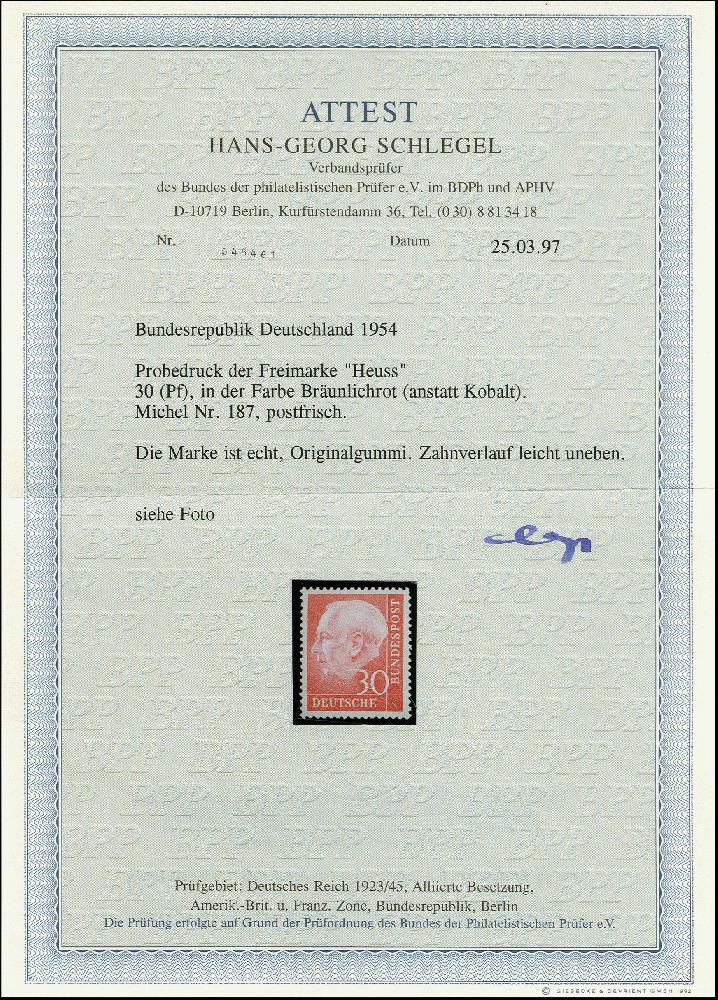 ATTEST
HANS-GEORG SCHLEGEL
Verbandsprüfer
des Bundes der philatelistischen Prüfer e.V. im BDPh und APHV
D-10719 Berlin, Kurfürstendamm 36, Tel. (0 30) 8 81 34 18
Nr. Datum 25.03.97
Bundesrepublik Deutschland 1954
Probedruck der Freimarke "Heuss"
30 (Pf), in der Farbe Bräunlichrot (anstatt Kobalt).
Michel Nr. 187, postfrisch.
Die Marke ist echt, Originalgummi. Zahnverlauf leicht uneben.
siehe Foto
BUNDESPOST
30
DEUTSCHE
Prüfgebiet: Deutsches Reich 1923/45, Alliierte Besetzung,
Amerik.-Brit. u. Franz. Zone, Bundesrepublik, Berlin
Die Prüfung erfolgte auf Grund der Prüfordnung des Bundes der Philatelistischen Prüfer e.V.
© GIESECKE & DEVRIENT GMBH 1992